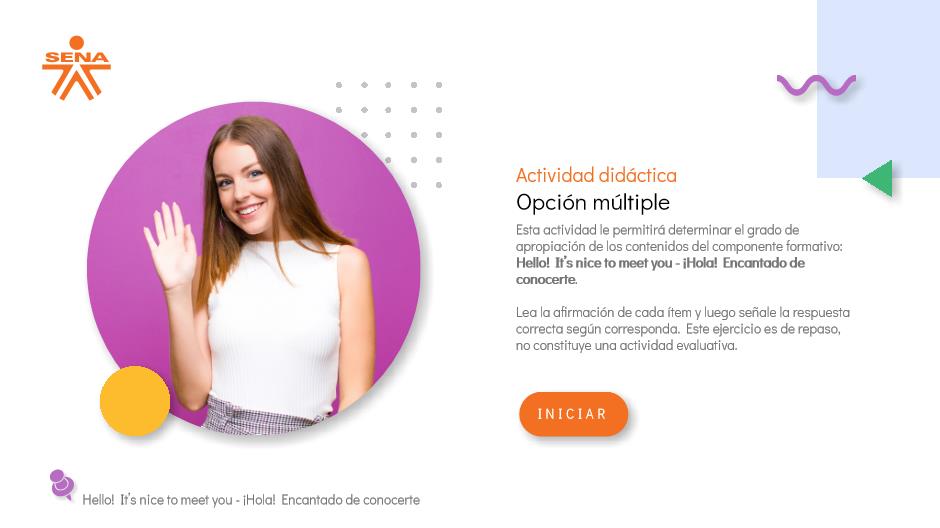 SENA
Actividad didáctica
Opción múltiple
Esta actividad le permitirá determinar el grado de
apropiación de los contenidos del componente formativo:
Hello! It's nice to meet you - ¡Hola! Encantado de
conocerte.
Lea la afirmación de cada ítem y luego señale la respuesta
correcta según corresponda. Este ejercicio es de repaso,
no constituye una actividad evaluativa.
INICIAR
Hello! It's nice to meet you - ¡Hola! Encantado de conocerte